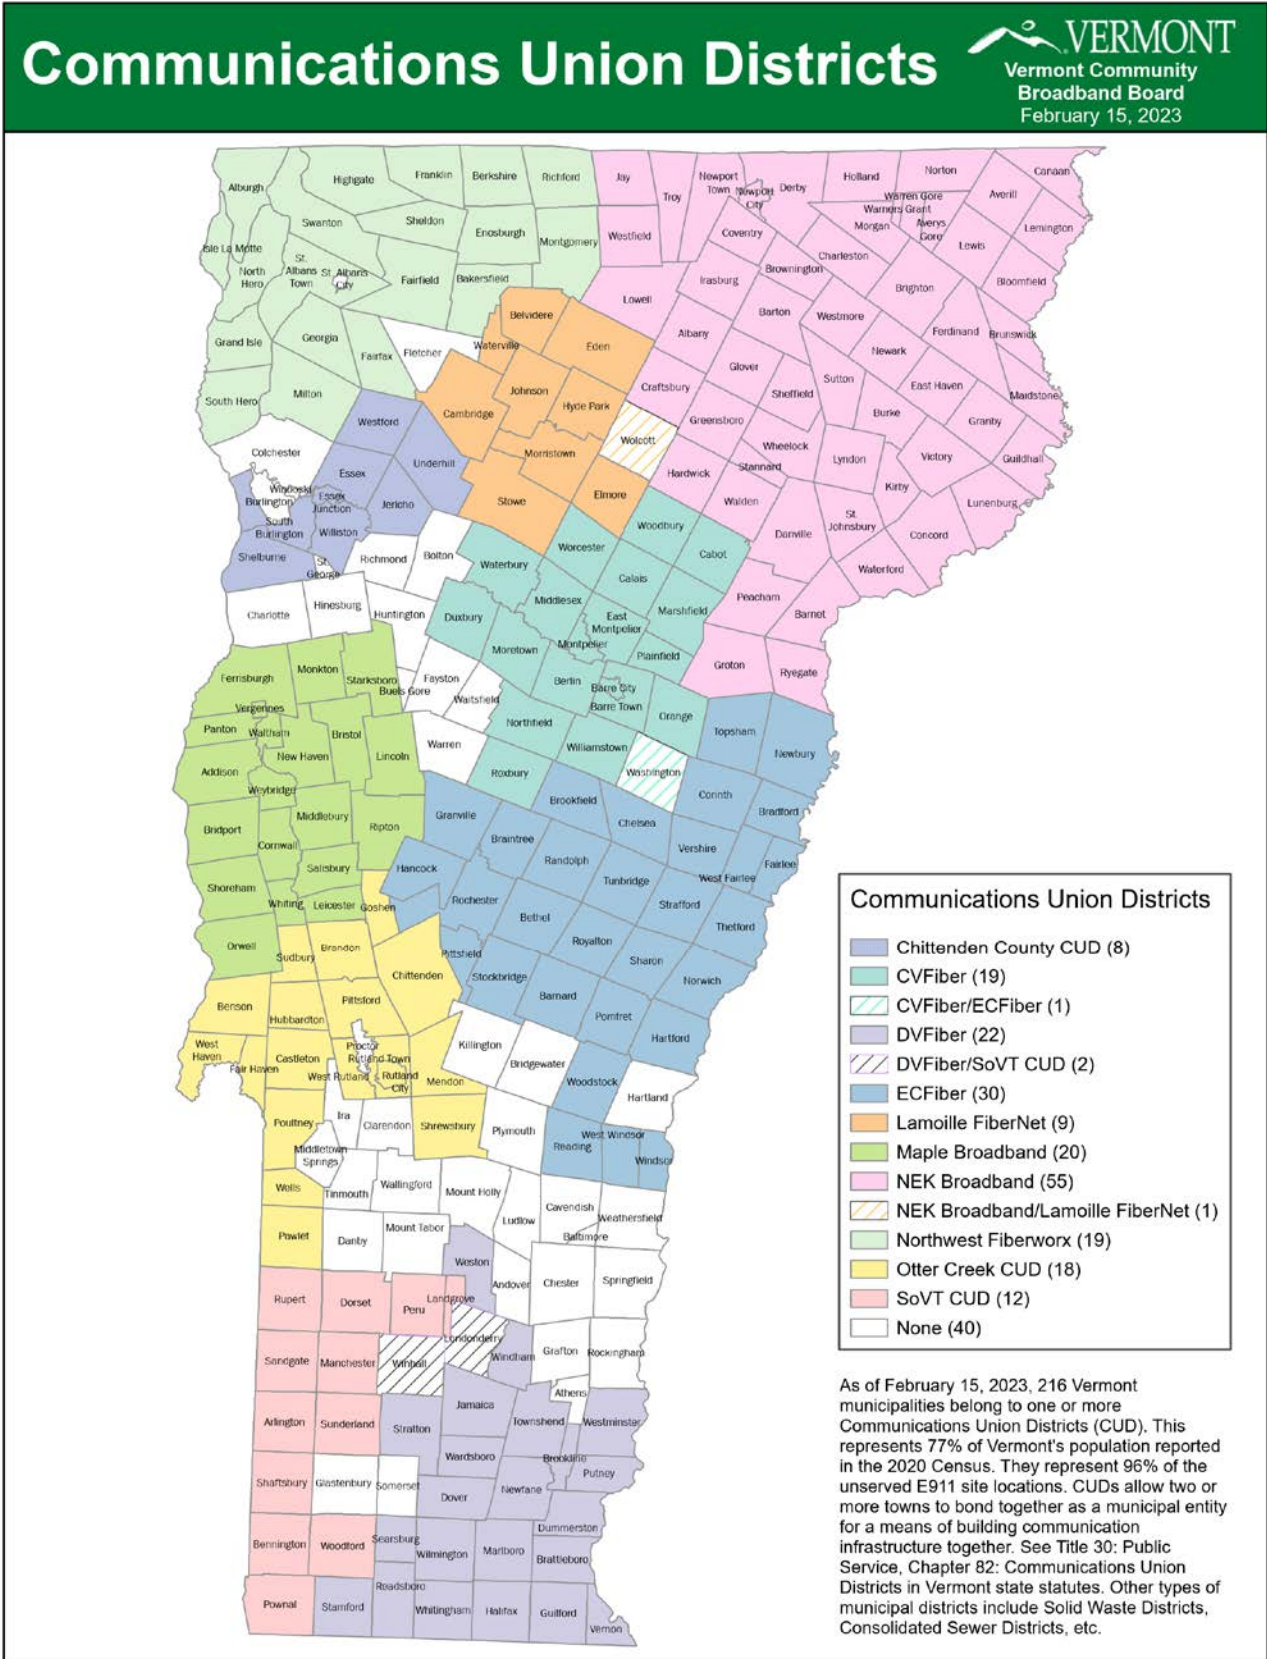 Communications Union Districts
VERMONT
Vermont Community
Broadband Board
February 15, 2023
Alburgh
Highgate
Franklin
Berkshire
Richford
Jay
Troy
Newport
Town
Newport
City
Derby
Holland
Norton
Canaan
Averill
Warren Gore
Warners Grant
Averys
Gore
Morgan
Lewis
Lemington
Swanton
Sheldon
Enosburgh
Montgomery
Westfield
Coventry
Charleston
Isle La Motte
North
Hero
St.
Albans
Town
St. Albans
City
Fairfield
Bakersfield
Lowell
Irasburg
Brownington
Brighton
Bloomfield
Belvidere
Barton
Westmore
Ferdinand
Brunswick
Grand Isle
Georgia
Fairfax
Fletcher
Waterville
Eden
Albany
Newark
Glover
Sutton
East Haven
Maidstone
South Hero
Milton
Cambridge
Johnson
Hyde Park
Craftsbury
Sheffield
Burke
Granby
Westford
Greensboro
Wolcott
Wheelock
Colchester
Underhill
Morristown
Stannard
Lyndon
Victory
Guildhall
Essex
Hardwick
Kirby
Winooski
Burlington
Essex
Junction
Jericho
Stowe
Elmore
Walden
Lunenburg
South
Burlington
Williston
Woodbury
Danville
St.
Johnsbury
Concord
Shelburne
St.
George
Richmond
Bolton
Waterbury
Worcester
Cabot
Waterford
Calais
Charlotte
Hinesburg
Huntington
Duxbury
Middlesex
East
Montpelier
Marshfield
Peacham
Barnet
Montpelier
Moretown
Plainfield
Groton
Ryegate
Ferrisburgh
Monkton
Starksboro
Buels Gore
Fayston
Waitsfield
Berlin
Barre City
Barre Town
Vergennes
Orange
Panton
Waltham
Bristol
Northfield
Topsham
Newbury
New Haven
Lincoln
Warren
Williamstown
Addison
Roxbury
Washington
Weybridge
Corinth
Bradford
Bridport
Middlebury
Ripton
Granville
Brookfield
Chelsea
Cornwall
Braintree
Vershire
Salisbury
Hancock
Randolph
West Fairlee
Fairlee
Shoreham
Tunbridge
Whiting
Leicester
Goshen
Rochester
Strafford
Bethel
Thetford
Orwell
Sudbury
Brandon
Pittsfield
Royalton
Sharon
Chittenden
Stockbridge
Norwich
Benson
Pittsford
Barnard
Hubbardton
Pomfret
Hartford
West
Haven
Fair Haven
Castleton
Proctor
Rutland Town
West Rutland
Rutland
City
Mendon
Killington
Bridgewater
Woodstock
Hartland
Poultney
Ira
Clarendon
Shrewsbury
Plymouth
Reading
West Windsor
Windsor
Middletown
Springs
Wells
Tinmouth
Wallingford
Mount Holly
Ludlow
Cavendish
Weathersfield
Baltimore
Pawlet
Danby
Mount Tabor
Weston
Andover
Chester
Springfield
Rupert
Dorset
Peru
Landgrove
Londonderry
Sandgate
Manchester
Winhall
Windham
Grafton
Rockingham
Athens
Arlington
Sunderland
Stratton
Jamaica
Townshend
Westminster
Wardsboro
Brookline
Putney
Shaftsbury
Glastenbury
Somerset
Dover
Newfane
Dummerston
Bennington
Woodford
Searsburg
Wilmington
Marlboro
Brattleboro
Pownal
Stamford
Readsboro
Whitingham
Halifax
Guilford
Vernon
Communications Union Districts
Chittenden County CUD (8)
CVFiber (19)
CVFiber/ECFiber (1)
DVFiber (22)
DVFiber/SoVT CUD (2)
ECFiber (30)
Lamoille FiberNet (9)
Maple Broadband (20)
NEK Broadband (55)
NEK Broadband/Lamoille FiberNet (1)
Northwest Fiberworx (19)
Otter Creek CUD (18)
SoVT CUD (12)
None (40)
As of February 15, 2023, 216 Vermont
municipalities belong to one or more
Communications Union Districts (CUD). This
represents 77% of Vermont's population reported
in the 2020 Census. They represent 96% of the
unserved E911 site locations. CUDs allow two or
more towns to bond together as a municipal entity
for a means of building communication
infrastructure together. See Title 30: Public
Service, Chapter 82: Communications Union
Districts in Vermont state statutes. Other types of
municipal districts include Solid Waste Districts,
Consolidated Sewer Districts, etc.